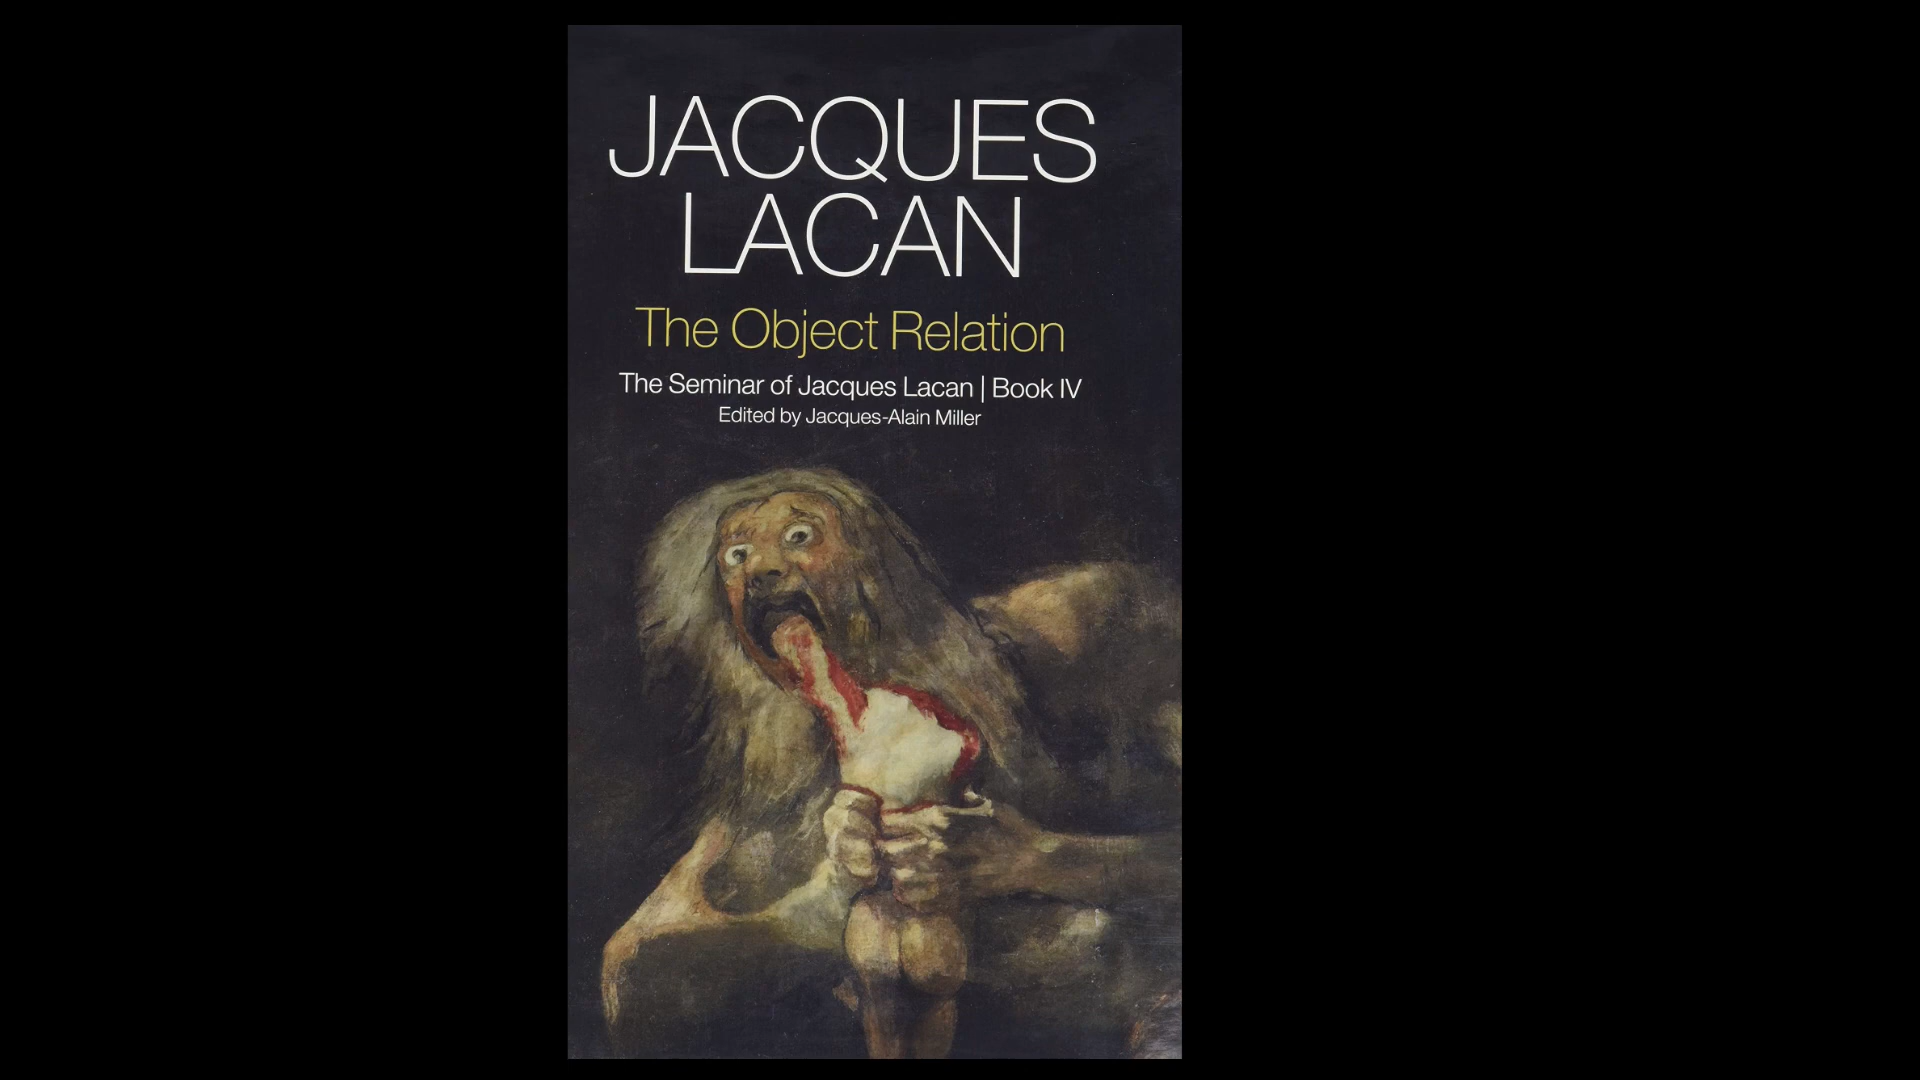 JACQUES
LACAN
The Object Relation
The Seminar of Jacques Lacan | Book IV
Edited by Jacques-Alain Miller